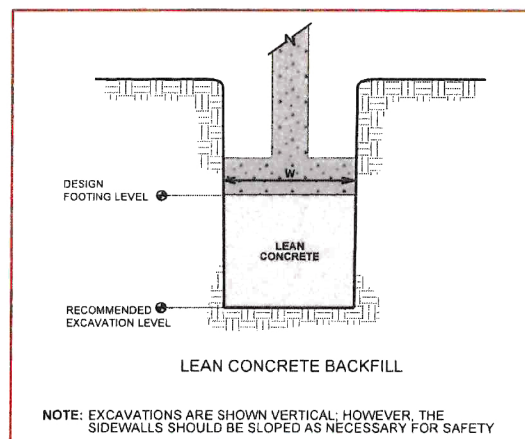 N
W
DESIGN
FOOTING LEVEL
LEAN
CONCRETE
RECOMMENDED
EXCAVATION LEVEL
LEAN CONCRETE BACKFILL
NOTE: EXCAVATIONS ARE SHOWN VERTICAL; HOWEVER, THE
SIDEWALLS SHOULD BE SLOPED AS NECESSARY FOR SAFETY